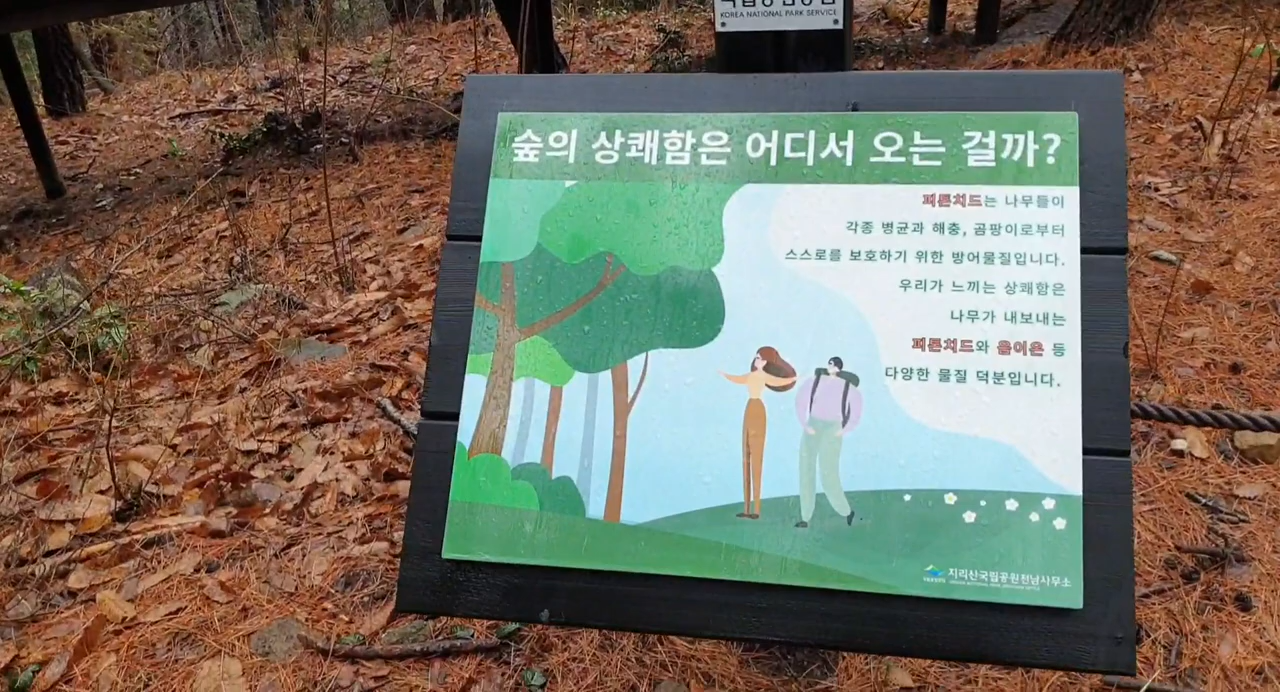 KOREA NATIONAL PARK SERVICE
숲의 상쾌함은 어디서 오는 걸까?
피톤치드는 나무들이
각종 병균과 해충, 곰팡이로부터
스스로를 보호하기 위한 방어물질입니다.
우리가 느끼는 상쾌함은
나무가 내보내는
피톤치드와 음이온 등
다양한 물질 덕분입니다.
지리산국립공원전남사무소